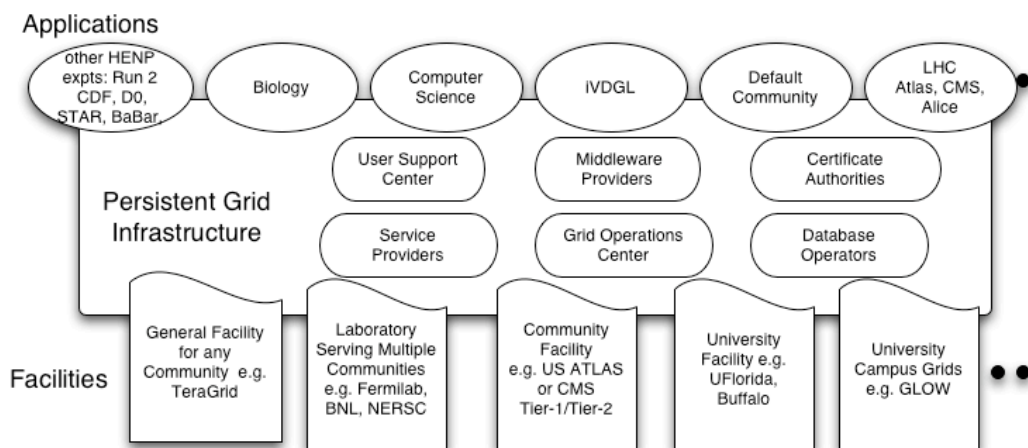 Applications
other HENP
expts: Run 2
CDF, D0,
STAR, BaBar,
Biology
Computer
Science
iVDGL
Default
Community
LHC
Atlas, CMS,
Alice
Persistent Grid
Infrastructure
User Support
Center
Middleware
Providers
Certificate
Authorities
Service
Providers
Grid Operations
Center
Database
Operators
Facilities
General Facility
for any
Community e.g.
TeraGrid
Laboratory
Serving Multiple
Communities
e.g. Fermilab,
BNL, NERSC
Community
Facility
e.g. US ATLAS
or CMS
Tier-1/Tier-2
University
Facility e.g.
UFlorida,
Buffalo
University
Campus Grids
e.g. GLOW